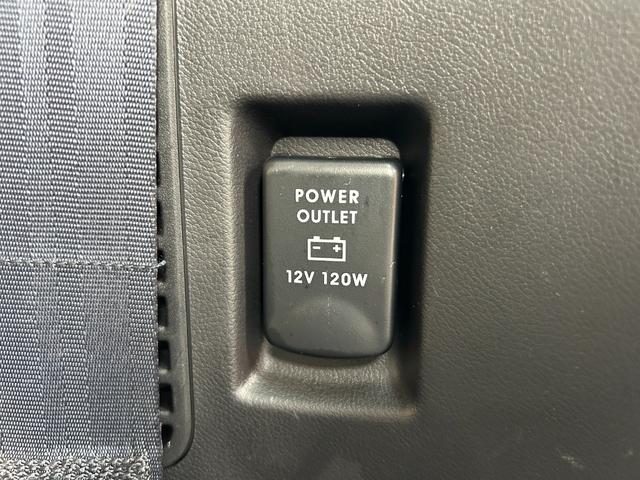 POWER
OUTLET
- +
12V 120W